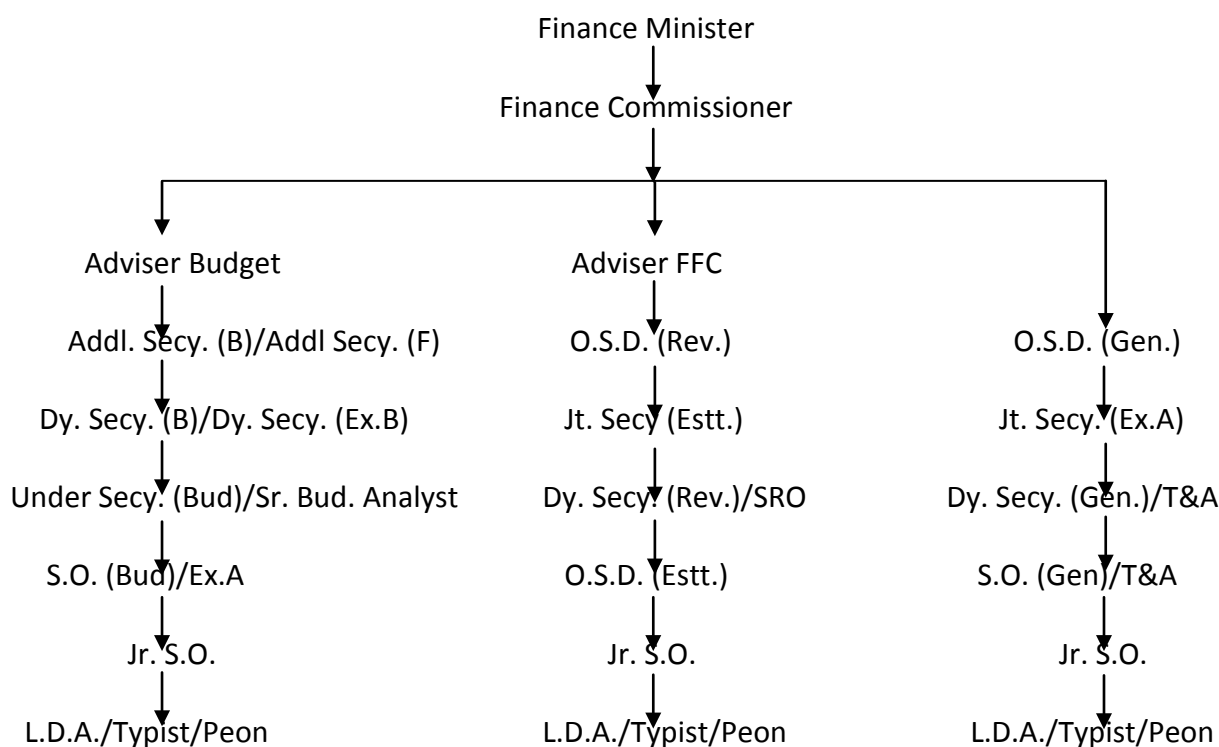 Finance Minister
Finance Commissioner
Adviser Budget
Adviser FFC
Addl. Secy. (B)/Addl Secy. (F)
O.S.D. (Rev.)
O.S.D. (Gen.)
Dy. Secy. (B)/Dy. Secy. (Ex.B)
Jt. Secy (Estt.)
Jt. Secy. (Ex.A)
Under Secy. (Bud)/Sr. Bud. Analyst
Dy. Secy. (Rev.)/SRO
Dy. Secy. (Gen.)/T&A
S.O. (Bud)/Ex.A
O.S.D. (Estt.)
S.O. (Gen)/T&A
Jr. S.O.
Jr. S.O.
Jr. S.O.
L.D.A./Typist/Peon
L.D.A./Typist/Peon
L.D.A./Typist/Peon